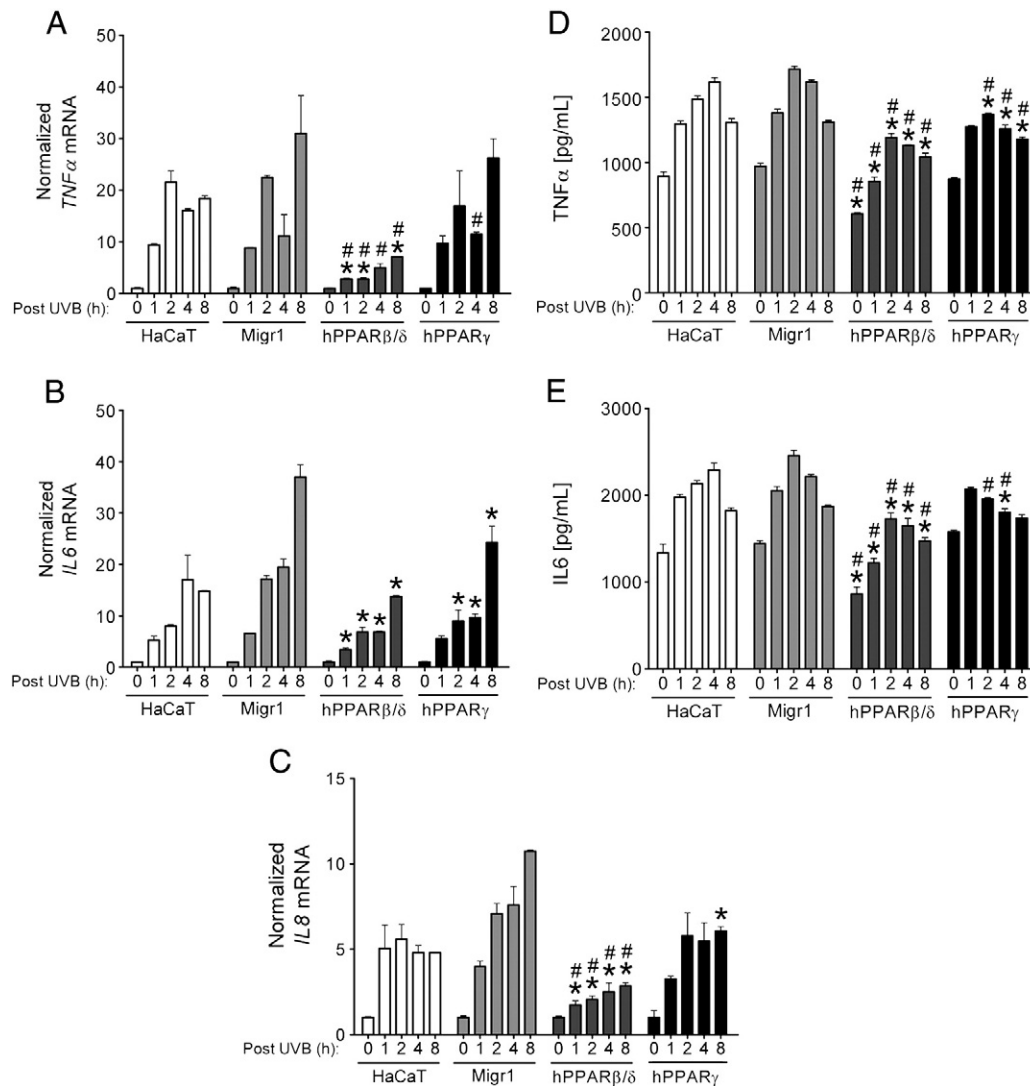 A
Normalized
TNFα mRNA
50
40
30
20
10
0
# # # #
* * *
#
Post UVB (h): 0 1 2 4 8 0 1 2 4 8 0 1 2 4 8 0 1 2 4 8
HaCaT Migr1 hPPARβ/δ hPPARγ
B
Normalized
IL6 mRNA
50
40
30
20
10
0
* * * *
* * *
Post UVB (h): 0 1 2 4 8 0 1 2 4 8 0 1 2 4 8 0 1 2 4 8
HaCaT Migr1 hPPARβ/δ hPPARγ
C
Normalized
IL8 mRNA
15
10
5
0
# # # #
* * * *
*
Post UVB (h): 0 1 2 4 8 0 1 2 4 8 0 1 2 4 8 0 1 2 4 8
HaCaT Migr1 hPPARβ/δ hPPARγ
D
TNFα [pg/mL]
2000
1500
1000
500
0
# # # # #
* * * * *
# # #
* * *
Post UVB (h): 0 1 2 4 8 0 1 2 4 8 0 1 2 4 8 0 1 2 4 8
HaCaT Migr1 hPPARβ/δ hPPARγ
E
IL6 [pg/mL]
3000
2000
1000
0
# # # # #
* * * * *
# #
*
Post UVB (h): 0 1 2 4 8 0 1 2 4 8 0 1 2 4 8 0 1 2 4 8
HaCaT Migr1 hPPARβ/δ hPPARγ